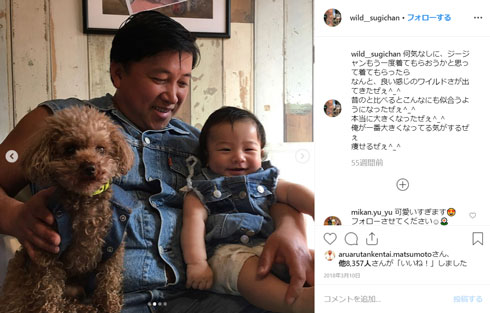 wild__sugichan • フォローする
wild__sugichan 何気なしに、ジージ
ャンもう一度着てもらおうかと思っ
て着てもらったら
なんと、良い感じのワイルドさが出
てきたぜぇ^_^
昔のと比べるとこんなにも似合うよ
うになったぜぇ^_^
本当に大きくなったぜぇ^_^
俺が一番大きくなってる気がするぜ
ぇ
痩せるぜぇ^_^
55週間前
mikan.yu_yu 可愛いすぎます😍
フォローさせてください☺️
aruarutankentai.matsumotoさん、
他8,357人さんが「いいね！」しました
2018年3月19日
コメントを追加...
投稿する